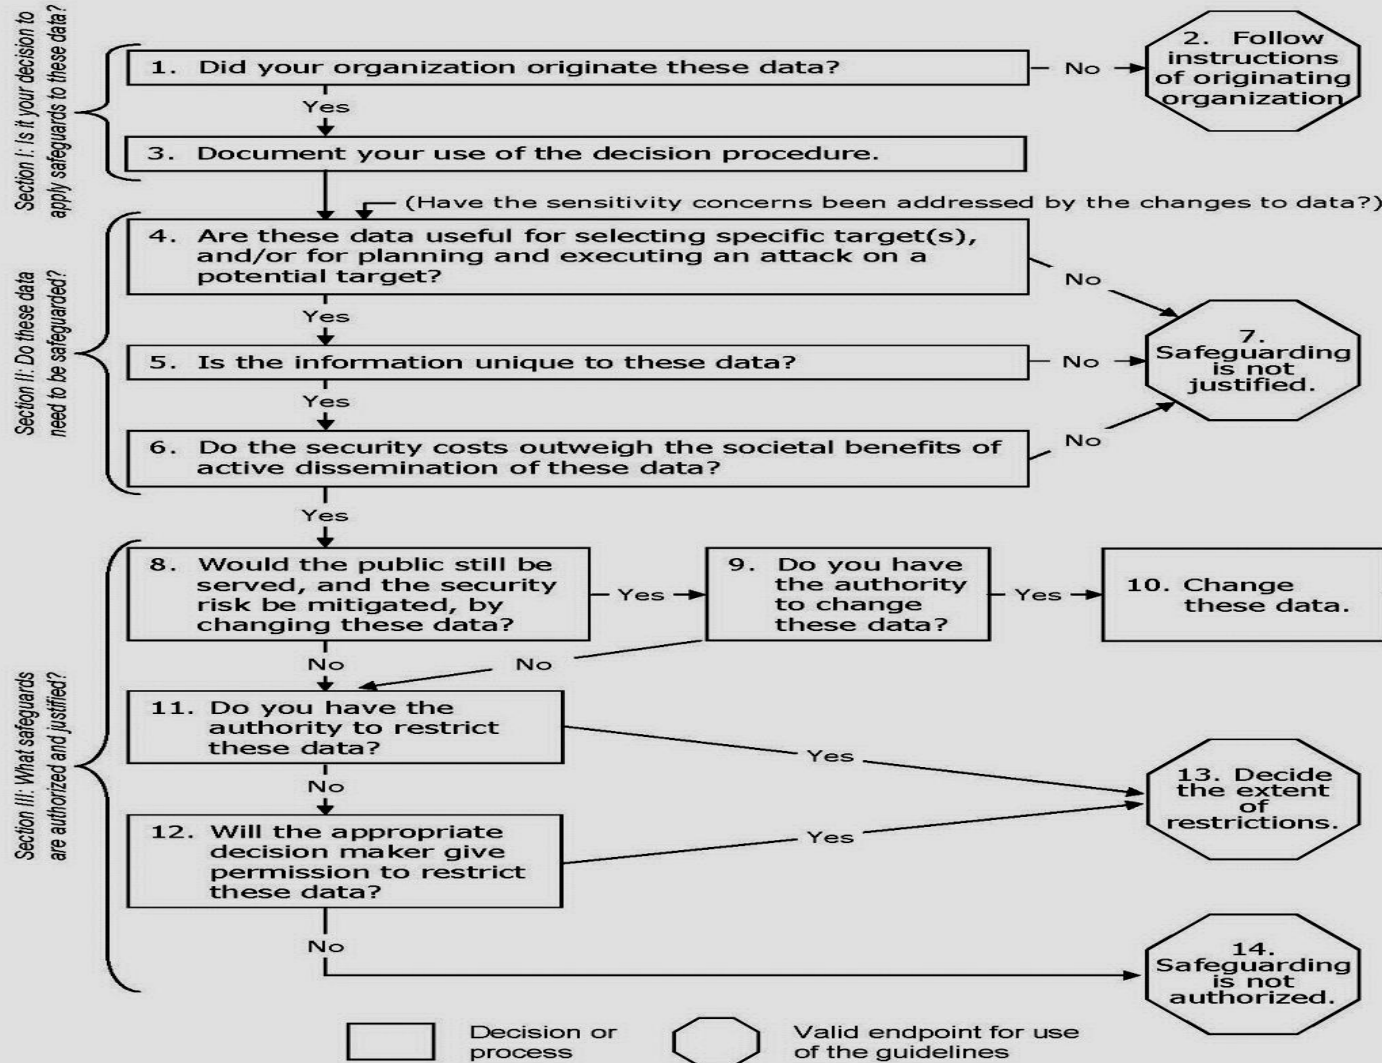 Section I: Is it your decision to
apply safeguards to these data?
1. Did your organization originate these data?
No
2. Follow
instructions
of originating
organization
Yes
3. Document your use of the decision procedure.
(Have the sensitivity concerns been addressed by the changes to data?)
Section II: Do these data
need to be safeguarded?
4. Are these data useful for selecting specific target(s),
and/or for planning and executing an attack on a
potential target?
No
Yes
5. Is the information unique to these data?
No
7.
Safeguarding
is not
justified.
Yes
6. Do the security costs outweigh the societal benefits of
active dissemination of these data?
No
Yes
Section III: What safeguards
are authorized and justified?
8. Would the public still be
served, and the security
risk be mitigated, by
changing these data?
Yes
9. Do you have
the authority
to change
these data?
Yes
10. Change
these data.
No
No
11. Do you have the
authority to restrict
these data?
Yes
No
12. Will the appropriate
decision maker give
permission to restrict
these data?
Yes
13. Decide
the extent
of
restrictions.
No
14.
Safeguarding
is not
authorized.
Decision or
process
Valid endpoint for use
of the guidelines